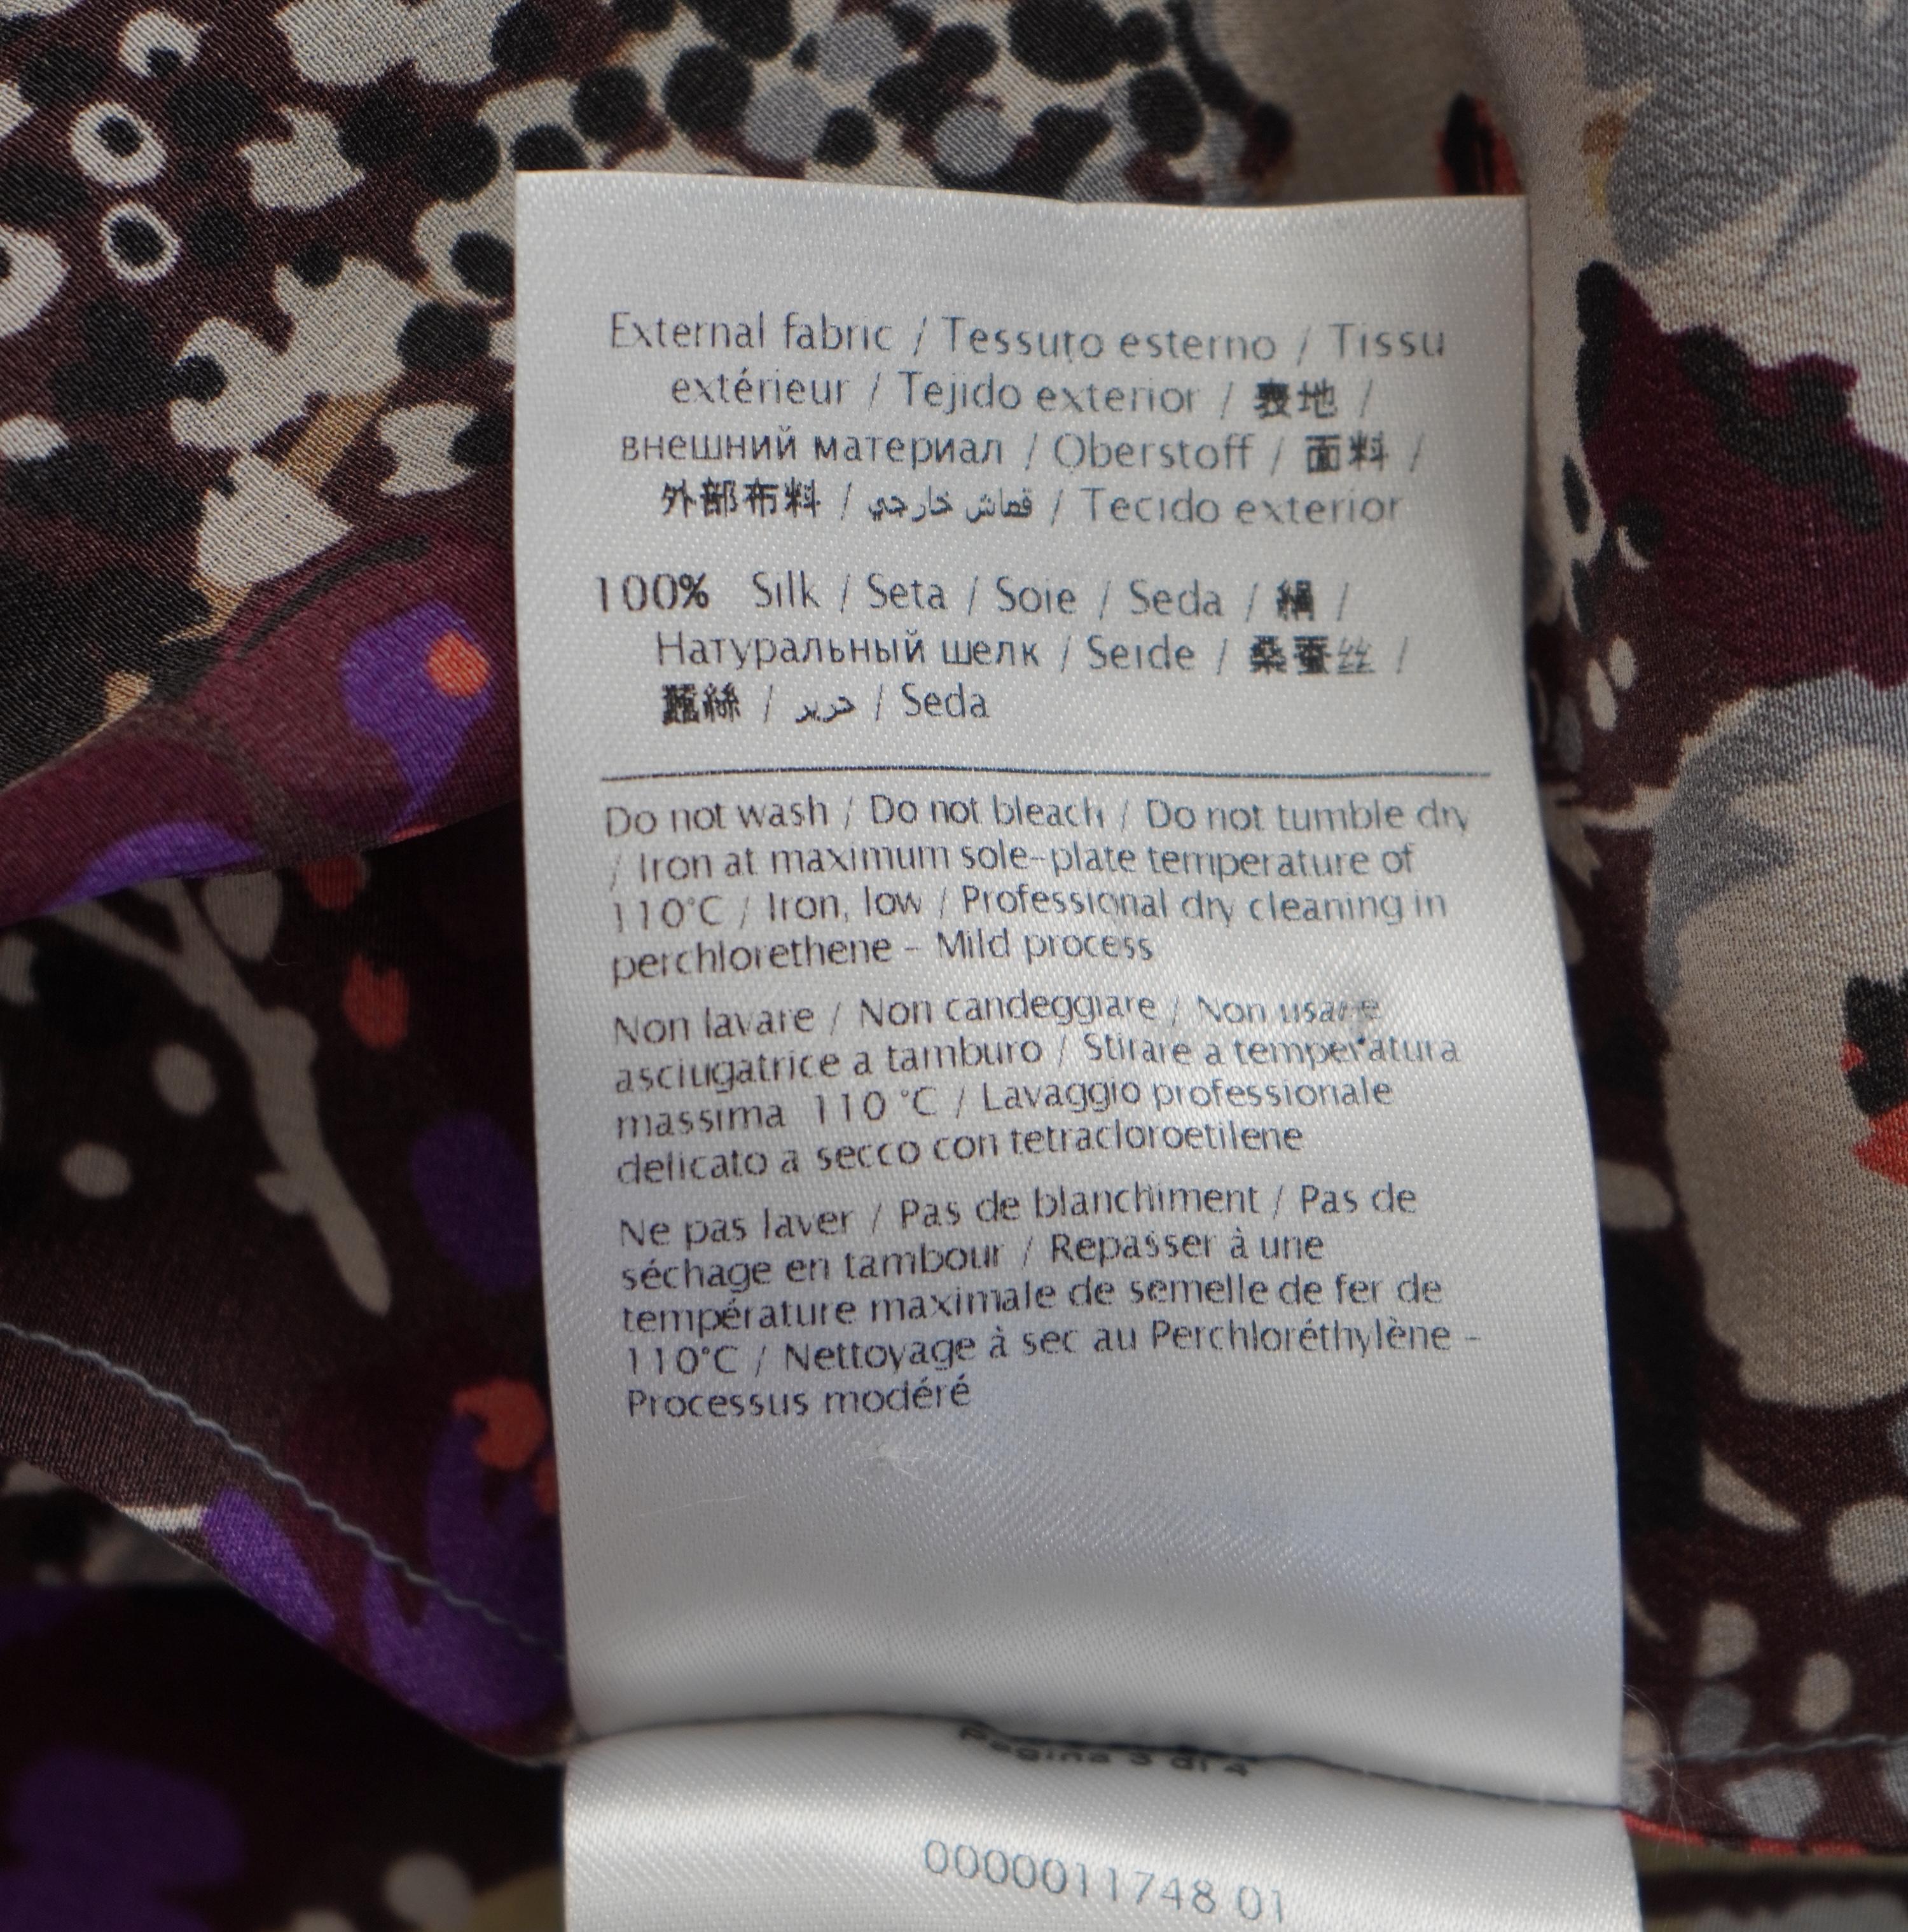 External fabric / Tessuto esterno / Tissu
extérieur / Tejido exterior / 表地 /
внешний материал / Oberstoff / 面料 /
外部布料 / قماش خارجي / Tecido exterior
100% Silk / Seta / Soie / Seda / 絹 /
Натуральный шелк / Seide / 桑蚕丝 /
蠶絲 / حرير / Seda
Do not wash / Do not bleach / Do not tumble dry
/ Iron at maximum sole-plate temperature of
110°C / Iron, low / Professional dry cleaning in
perchlorethene - Mild process
Non lavare / Non candeggiare / Non usare
asciugatrice a tamburo / Stirare a temperatura
massima 110 °C / Lavaggio professionale
delicato a secco con tetracloroetilene
Ne pas laver / Pas de blanchiment / Pas de
séchage en tambour / Repasser à une
température maximale de semelle de fer de
110°C / Nettoyage à sec au Perchloréthylène -
Processus modéré
Pagina 3 di 4
0000011748 01